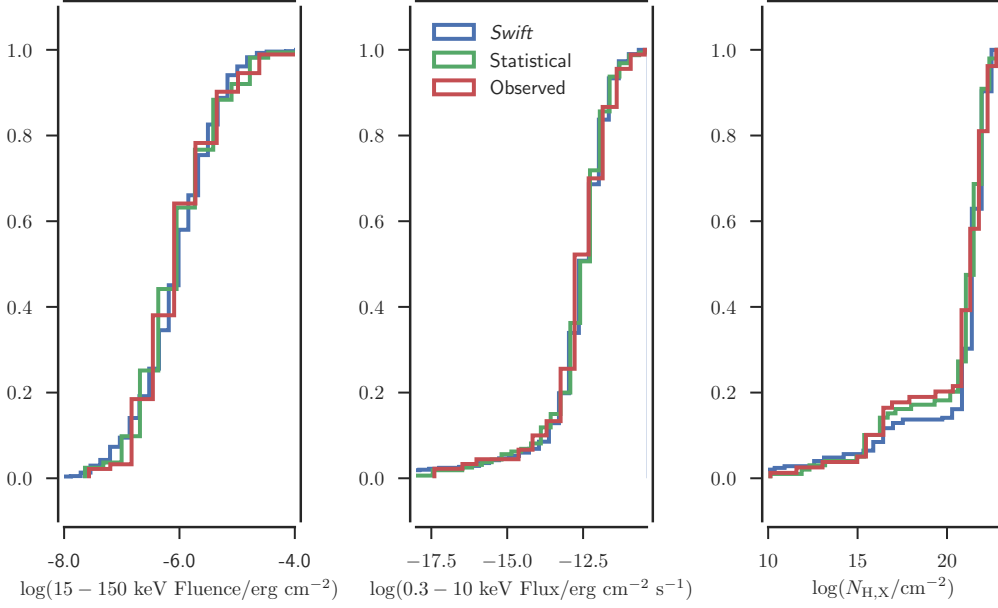 1.0
0.8
0.6
0.4
0.2
0.0
-8.0 -6.0 -4.0
log(15 − 150 keV Fluence/erg cm⁻²)
Swift
Statistical
Observed
1.0
0.8
0.6
0.4
0.2
0.0
−17.5 −15.0 −12.5
log(0.3 − 10 keV Flux/erg cm⁻² s⁻¹)
1.0
0.8
0.6
0.4
0.2
0.0
10 15 20
log(N_H,X/cm⁻²)